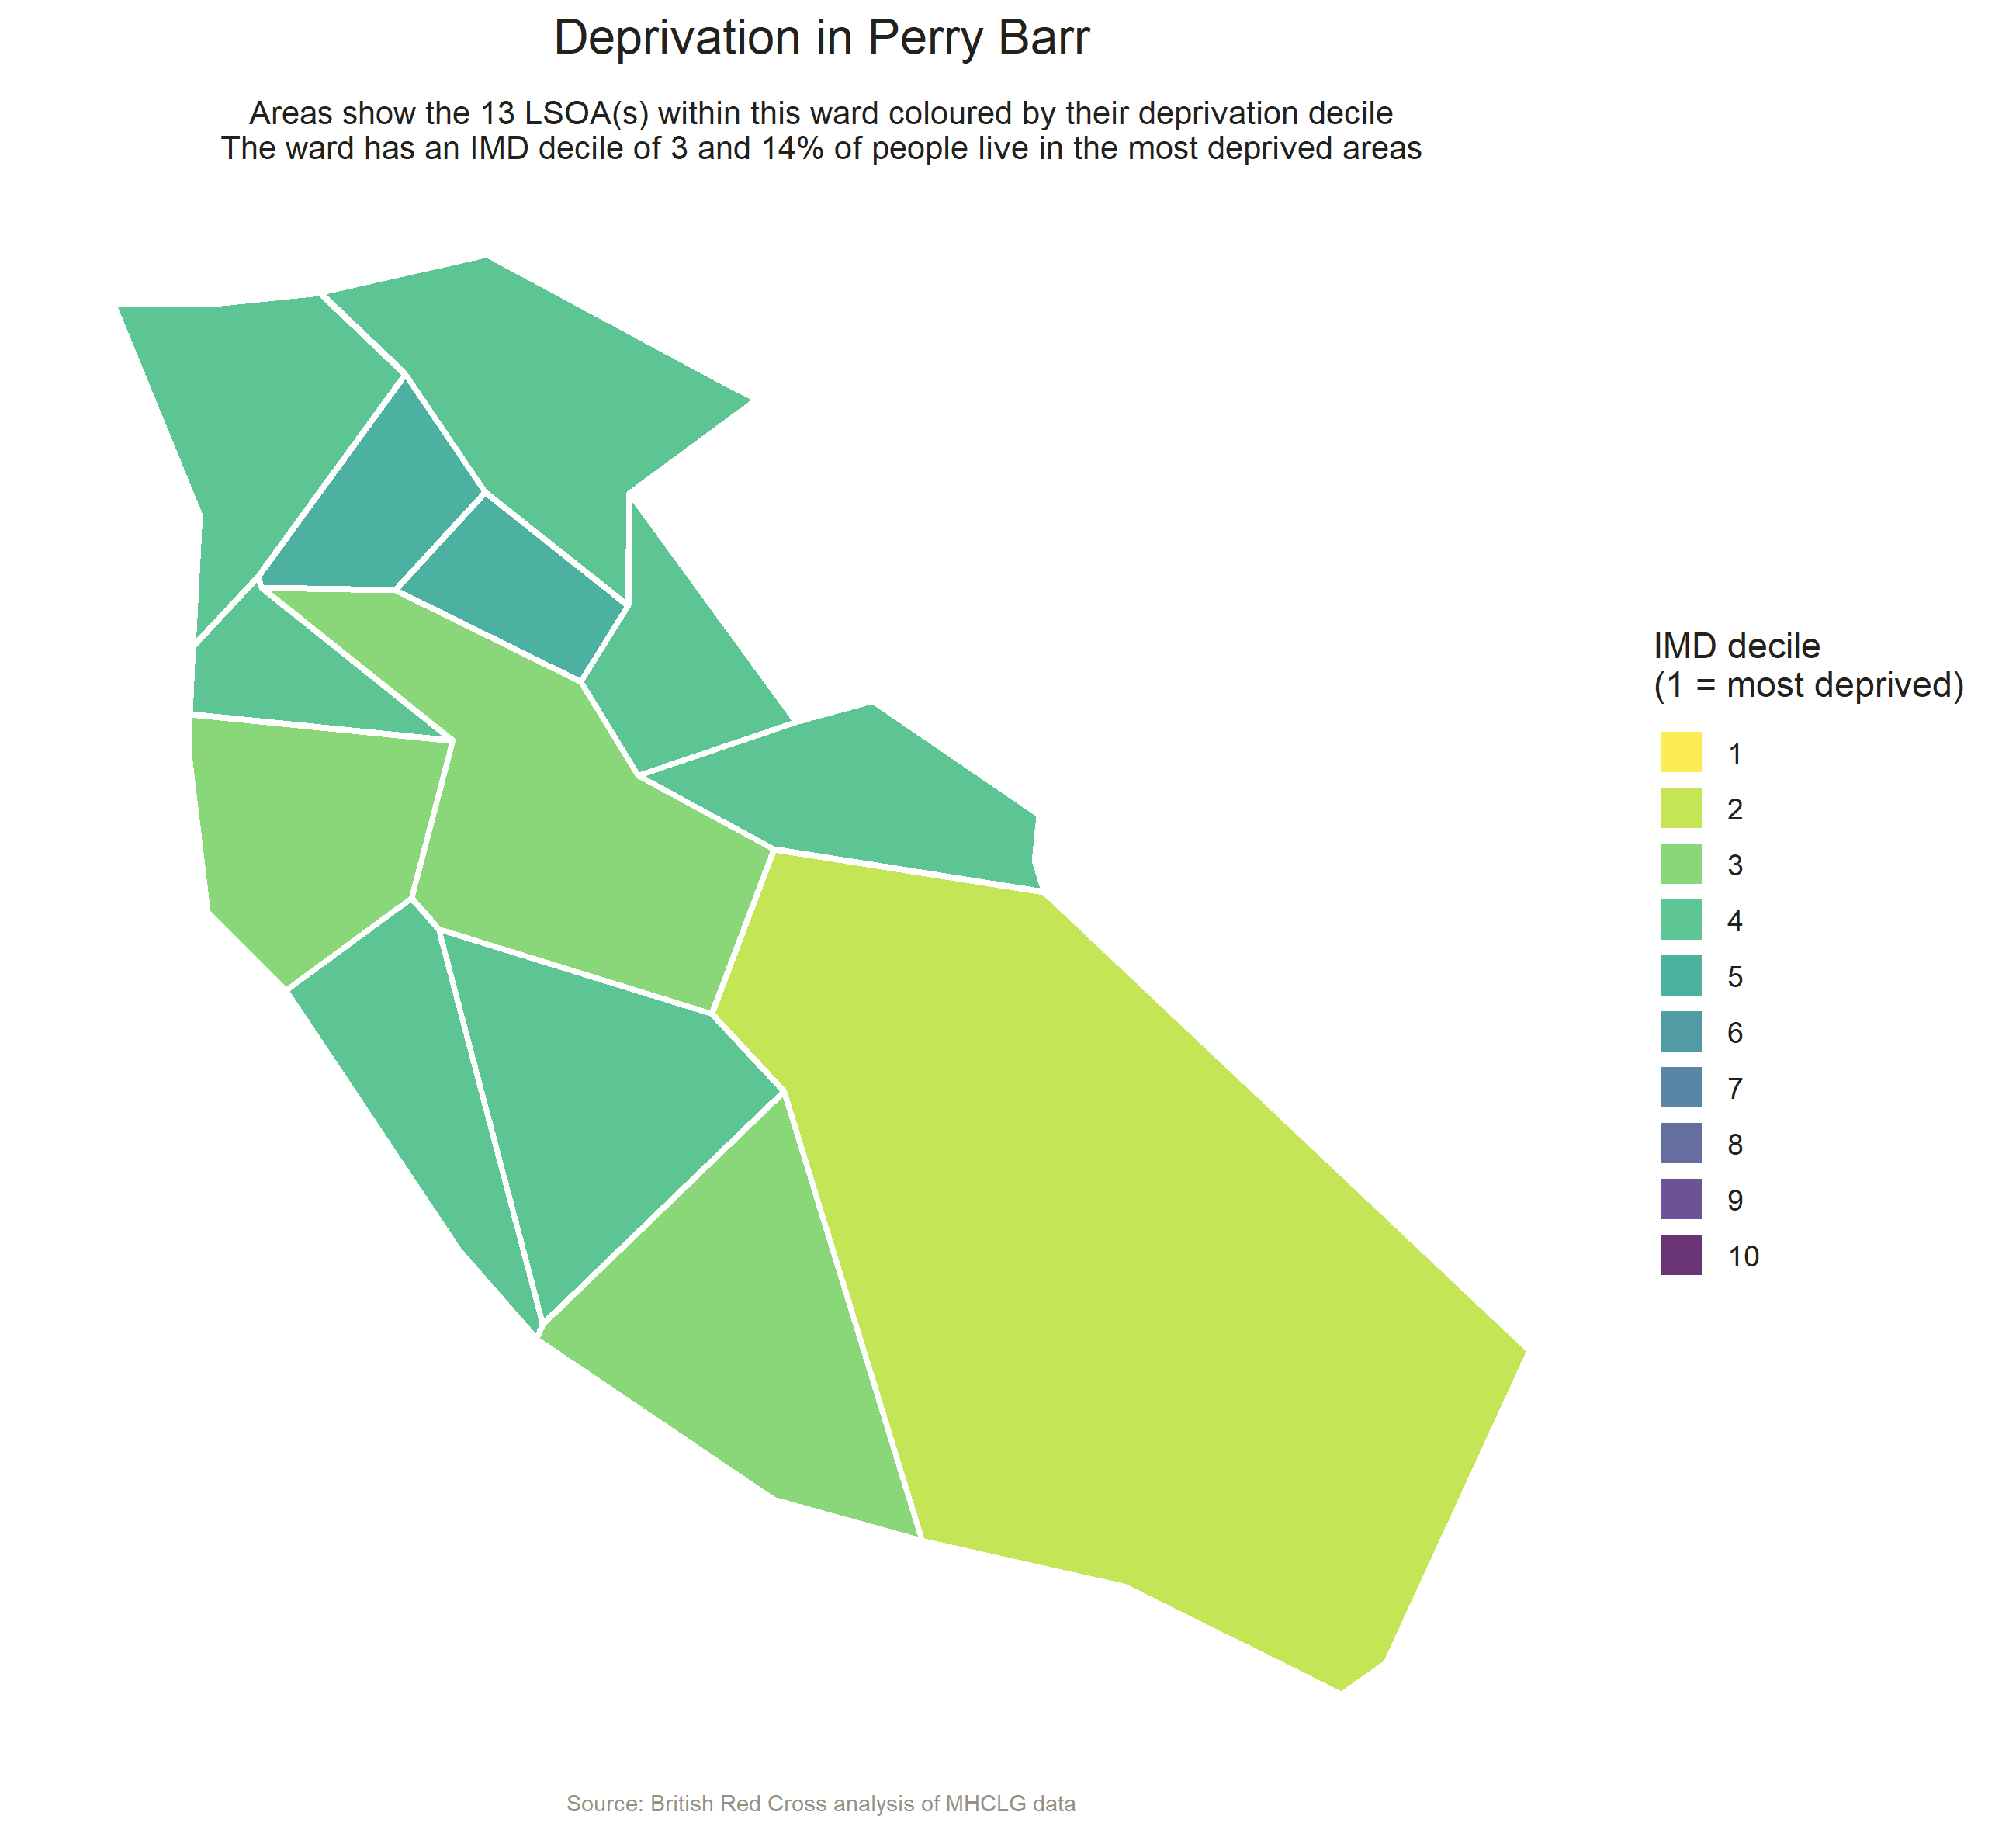 Deprivation in Perry Barr
Areas show the 13 LSOA(s) within this ward coloured by their deprivation decile
The ward has an IMD decile of 3 and 14% of people live in the most deprived areas
IMD decile
(1 = most deprived)
1
2
3
4
5
6
7
8
9
10
Source: British Red Cross analysis of MHCLG data